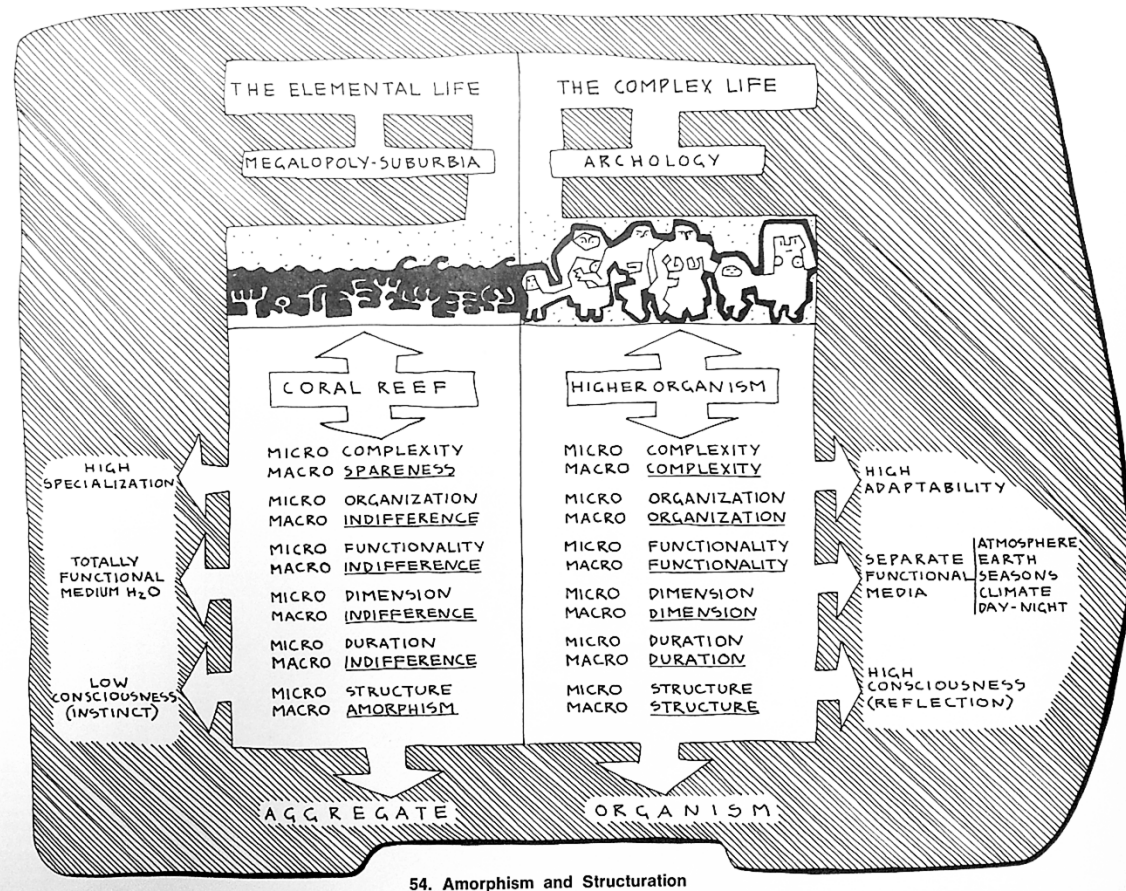 THE ELEMENTAL LIFE
THE COMPLEX LIFE
MEGALOPOLY-SUBURBIA
ARCHOLOGY
CORAL REEF
HIGHER ORGANISM
MICRO COMPLEXITY
MACRO SPARENESS
MICRO ORGANIZATION
MACRO INDIFFERENCE
MICRO FUNCTIONALITY
MACRO INDIFFERENCE
MICRO DIMENSION
MACRO INDIFFERENCE
MICRO DURATION
MACRO INDIFFERENCE
MICRO STRUCTURE
MACRO AMORPHISM
MICRO COMPLEXITY
MACRO COMPLEXITY
MICRO ORGANIZATION
MACRO ORGANIZATION
MICRO FUNCTIONALITY
MACRO FUNCTIONALITY
MICRO DIMENSION
MACRO DIMENSION
MICRO DURATION
MACRO DURATION
MICRO STRUCTURE
MACRO STRUCTURE
HIGH
SPECIALIZATION
TOTALLY
FUNCTIONAL
MEDIUM H₂O
LOW
CONSCIOUSNESS
(INSTINCT)
HIGH
ADAPTABILITY
SEPARATE
FUNCTIONAL
MEDIA
ATMOSPHERE
EARTH
SEASONS
CLIMATE
DAY-NIGHT
HIGH
CONSCIOUSNESS
(REFLECTION)
AGGREGATE
ORGANISM
54. Amorphism and Structuration